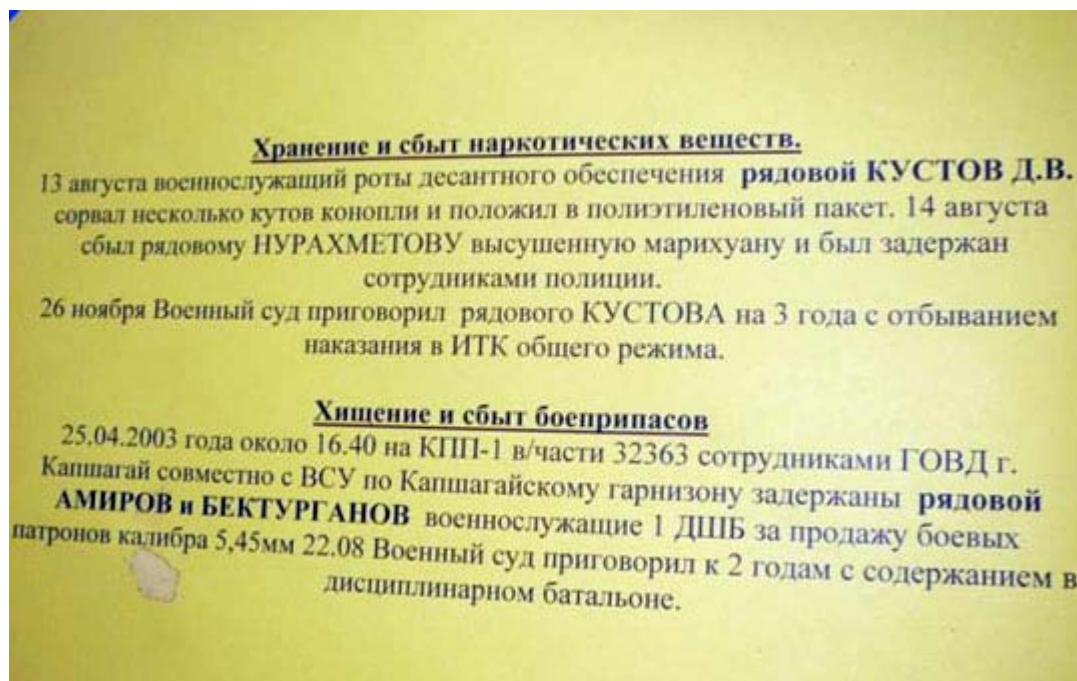 Хранение и сбыт наркотических веществ.
13 августа военнослужащий роты десантного обеспечения рядовой КУСТОВ Д.В.
сорвал несколько кутов конопли и положил в полиэтиленовый пакет. 14 августа
сбыл рядовому НУРАХМЕТОВУ высушенную марихуану и был задержан
сотрудниками полиции.
26 ноября Военный суд приговорил рядового КУСТОВА на 3 года с отбыванием
наказания в ИТК общего режима.
Хищение и сбыт боеприпасов
25.04.2003 года около 16.40 на КПП-1 в/части 32363 сотрудниками ГОВД г.
Капшагай совместно с ВСУ по Капшагайскому гарнизону задержаны рядовой
АМИРОВ и БЕКТУРГАНОВ военнослужащие 1 ДШБ за продажу боевых
патронов калибра 5,45мм 22.08 Военный суд приговорил к 2 годам с содержанием в
дисциплинарном батальоне.